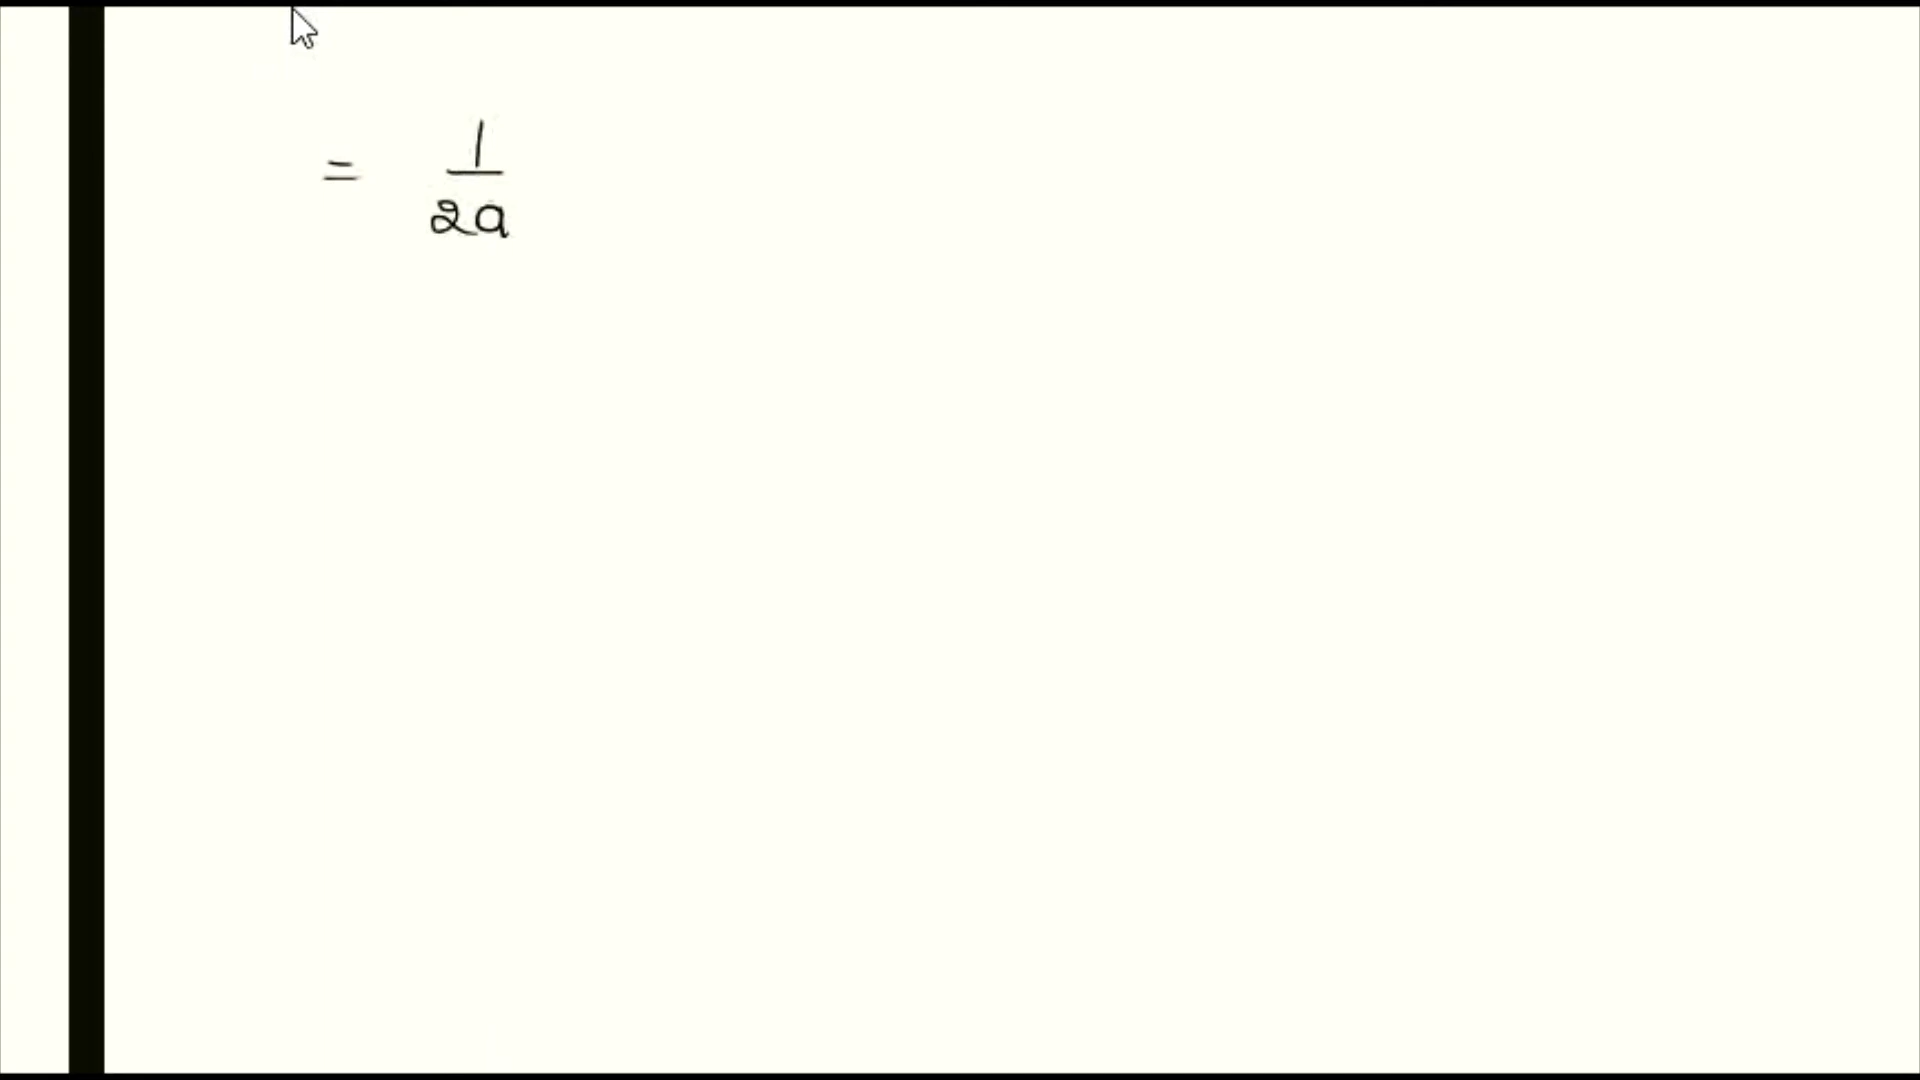 = 1/2a